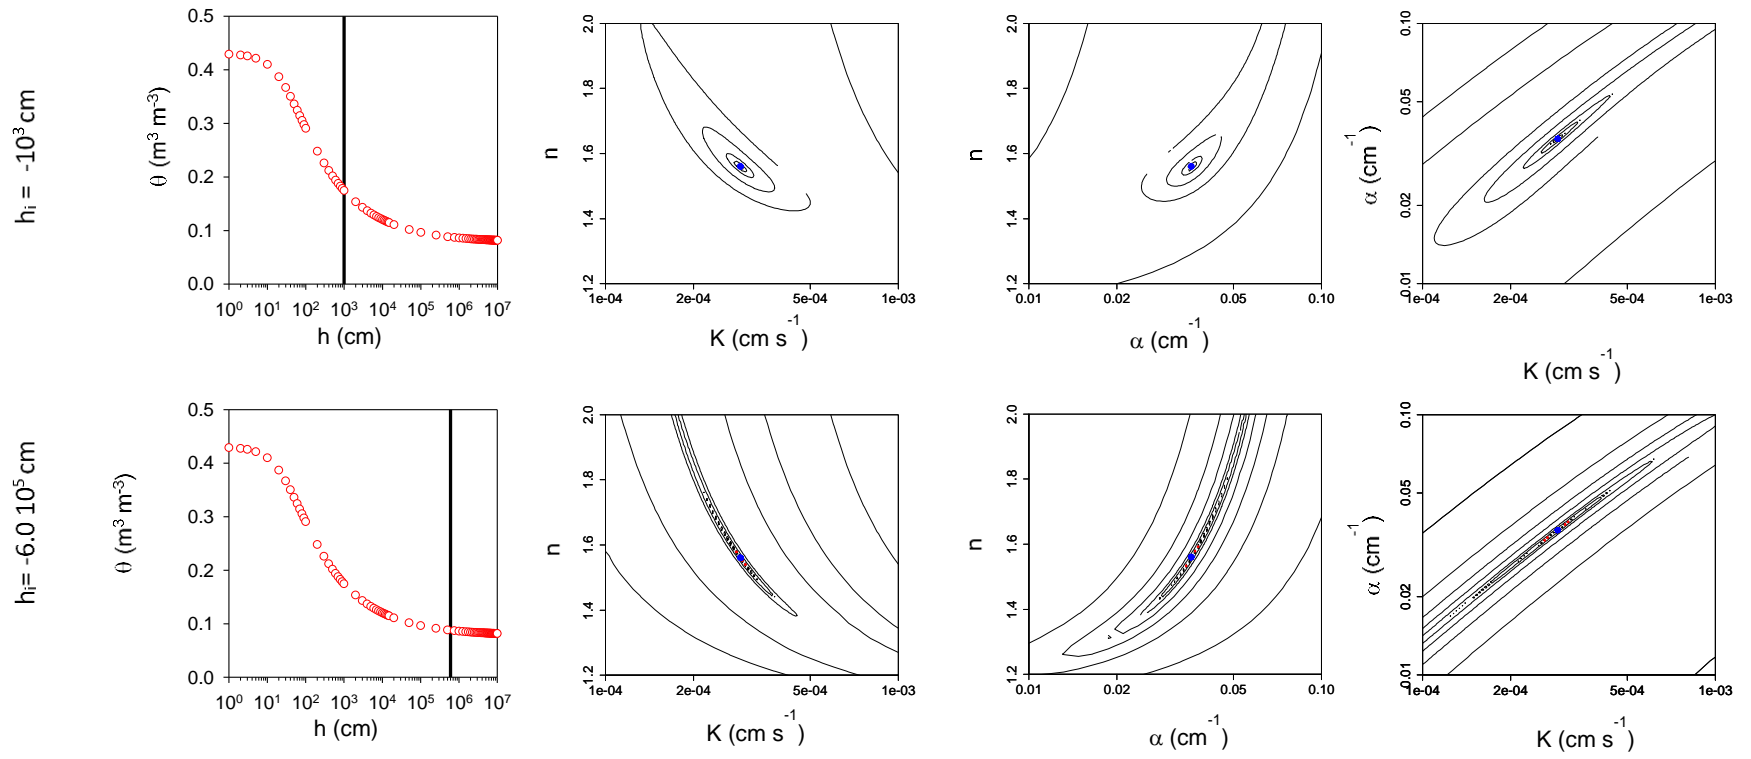 hᵢ = -10³ cm
θ (m³ m⁻³)
0.5
0.4
0.3
0.2
0.1
0.0
10⁰ 10¹ 10² 10³ 10⁴ 10⁵ 10⁶ 10⁷
h (cm)
n
2.0
1.8
1.6
1.4
1.2
1e-04 2e-04 5e-04 1e-03
K (cm s⁻¹)
n
2.0
1.8
1.6
1.4
1.2
0.01 0.02 0.05 0.10
α (cm⁻¹)
α (cm⁻¹)
0.10
0.05
0.02
0.01
1e-04 2e-04 5e-04 1e-03
K (cm s⁻¹)
hᵢ= -6.0 10⁵ cm
θ (m³ m⁻³)
0.5
0.4
0.3
0.2
0.1
0.0
10⁰ 10¹ 10² 10³ 10⁴ 10⁵ 10⁶ 10⁷
h (cm)
n
2.0
1.8
1.6
1.4
1.2
1e-04 2e-04 5e-04 1e-03
K (cm s⁻¹)
n
2.0
1.8
1.6
1.4
1.2
0.01 0.02 0.05 0.10
α (cm⁻¹)
α (cm⁻¹)
0.10
0.05
0.02
0.01
1e-04 2e-04 5e-04 1e-03
K (cm s⁻¹)